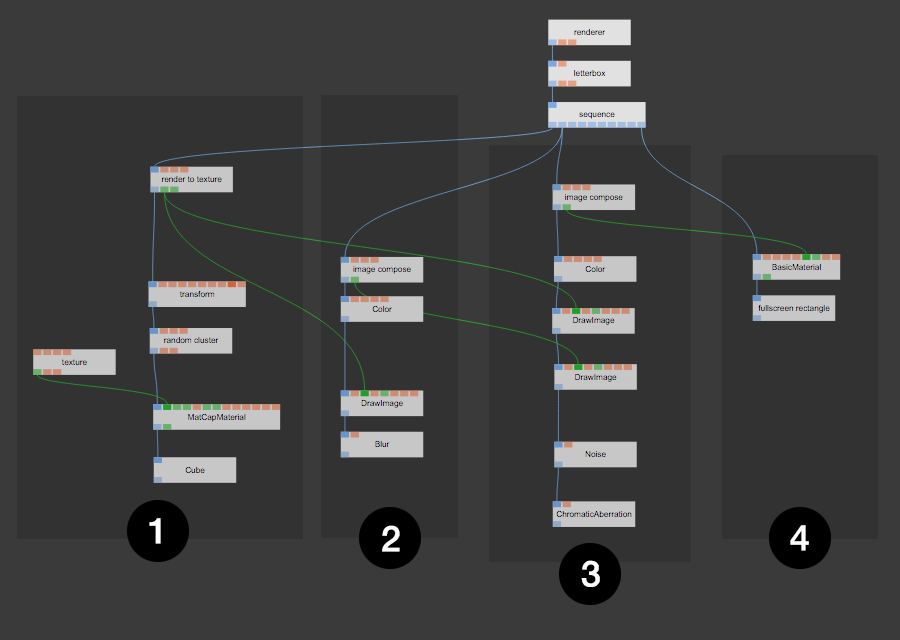 renderer
letterbox
sequence
render to texture
transform
random cluster
texture
MatCapMaterial
Cube
1
image compose
Color
DrawImage
Blur
2
image compose
Color
DrawImage
DrawImage
Noise
ChromaticAberration
3
BasicMaterial
fullscreen rectangle
4